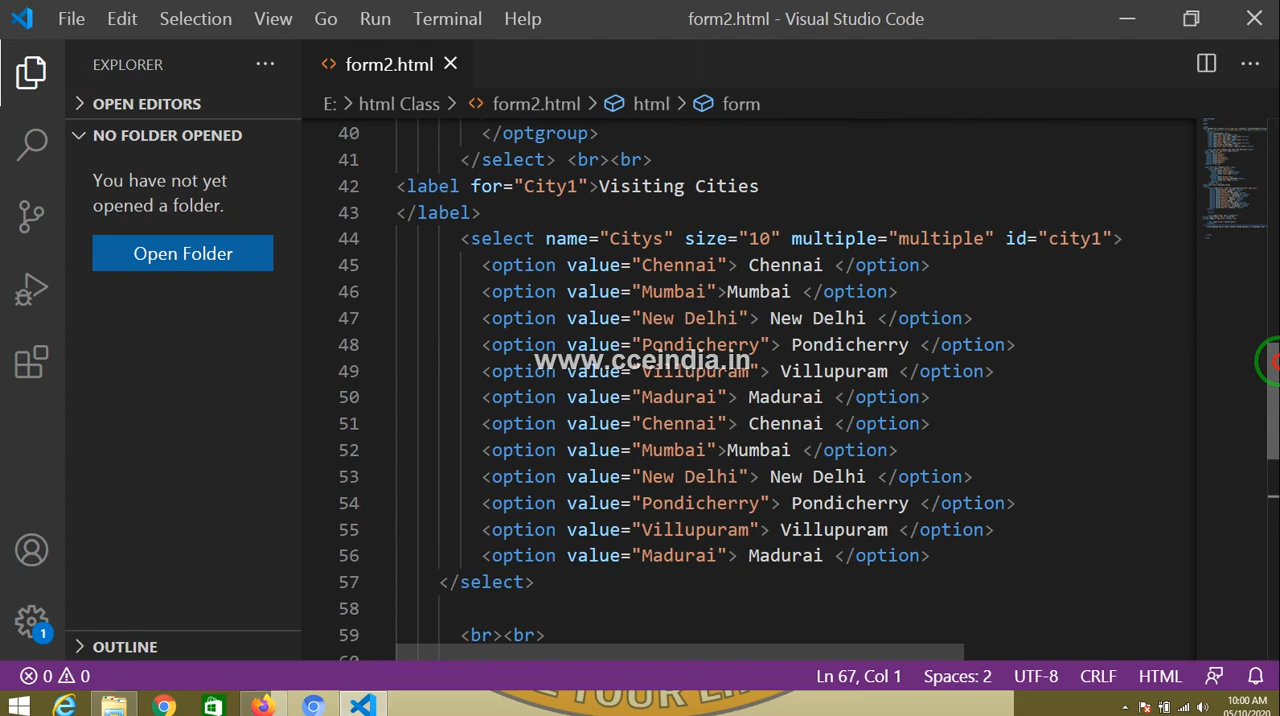 File Edit Selection View Go Run Terminal Help form2.html - Visual Studio Code
EXPLORER ···
form2.html
OPEN EDITORS
NO FOLDER OPENED
You have not yet
opened a folder.
Open Folder
OUTLINE
E: > html Class > form2.html > html > form
40 </optgroup>
41 </select> <br><br>
42 <label for="City1">Visiting Cities
43 </label>
44 <select name="Citys" size="10" multiple="multiple" id="city1">
45 <option value="Chennai"> Chennai </option>
46 <option value="Mumbai">Mumbai </option>
47 <option value="New Delhi"> New Delhi </option>
48 <option value="Pondicherry"> Pondicherry </option>
www.cceindia.in
49 <option value="Villupuram"> Villupuram </option>
50 <option value="Madurai"> Madurai </option>
51 <option value="Chennai"> Chennai </option>
52 <option value="Mumbai">Mumbai </option>
53 <option value="New Delhi"> New Delhi </option>
54 <option value="Pondicherry"> Pondicherry </option>
55 <option value="Villupuram"> Villupuram </option>
56 <option value="Madurai"> Madurai </option>
57 </select>
58
59 <br><br>
1
0 0 Ln 67, Col 1 Spaces: 2 UTF-8 CRLF HTML
10:00 AM
05/10/2020